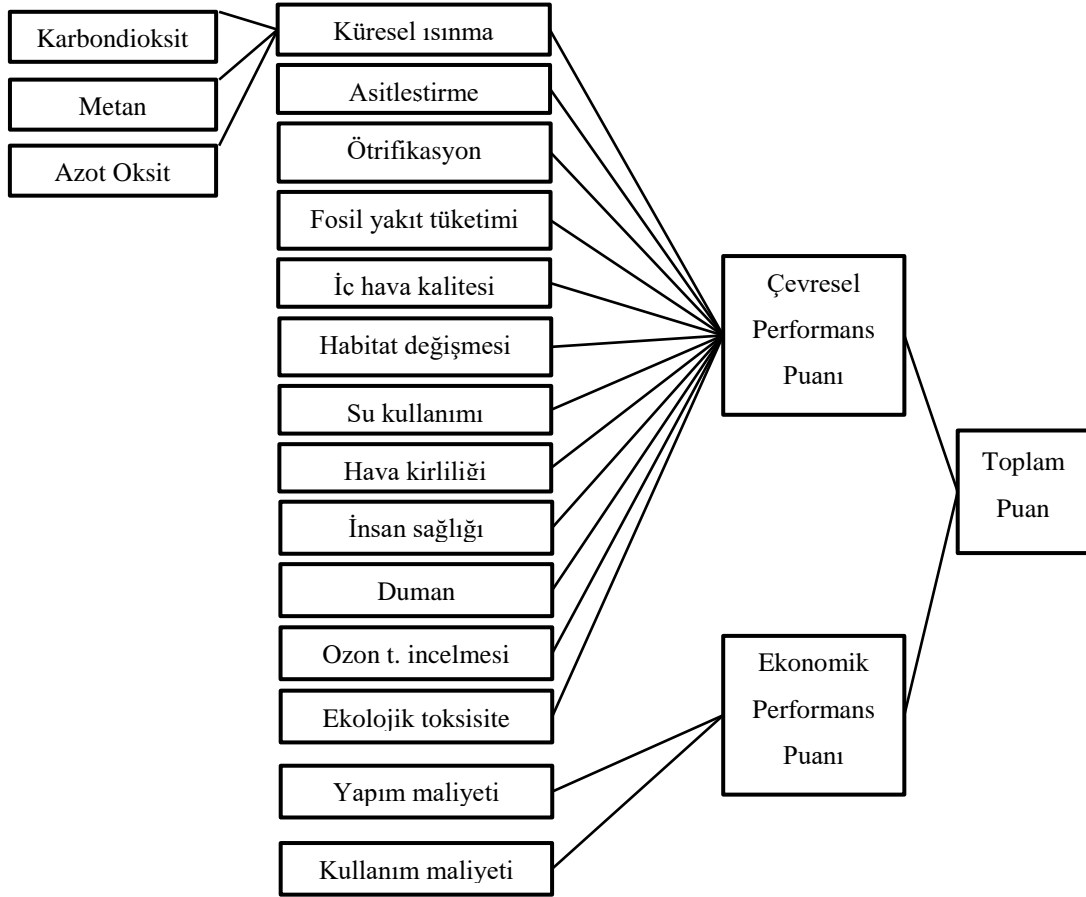 Karbondioksit
Metan
Azot Oksit
Küresel ısınma
Asitlestirme
Ötrifikasyon
Fosil yakıt tüketimi
İc hava kalitesi
Habitat değişmesi
Su kullanımı
Hava kirliliği
İnsan sağlığı
Duman
Ozon t. incelmesi
Ekolojik toksisite
Yapım maliyeti
Kullanım maliyeti
Çevresel
Performans
Puanı
Ekonomik
Performans
Puanı
Toplam
Puan